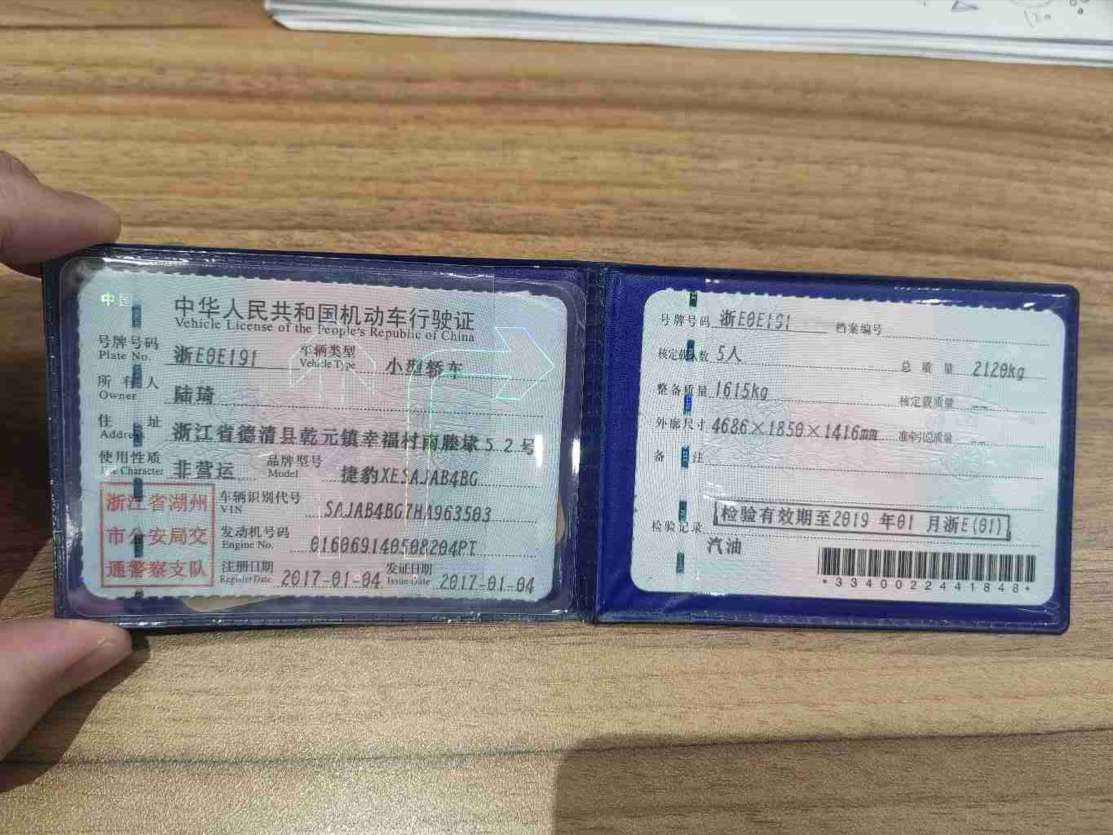 中国
中华人民共和国机动车行驶证
Vehicle License of the People's Republic of China
号牌号码 浙E0E191 车辆类型 小型轿车
Plate No. Vehicle Type
所有人 陆琦
Owner
住址 浙江省德清县乾元镇幸福村南滕埭52号
Address
使用性质 非营运 品牌型号 捷豹XESAJAB4BG
Use Character Model
浙江省湖州
市公安局交
通警察支队
车辆识别代号 SAJAB4BG7HA963503
VIN
发动机号码 16069140508204PT
Engine No.
注册日期 2017-01-04 发证日期 2017-01-04
Register Date Issue Date
号牌号码 浙E0E191 档案编号
核定载人数 5人 总质量 2120kg
整备质量 1615kg 核定载质量 --
外廓尺寸 4686×1850×1416mm 准牵引总质量 --
备注
检验记录 检验有效期至2019年01月浙E(01)
汽油
*3340022441848*